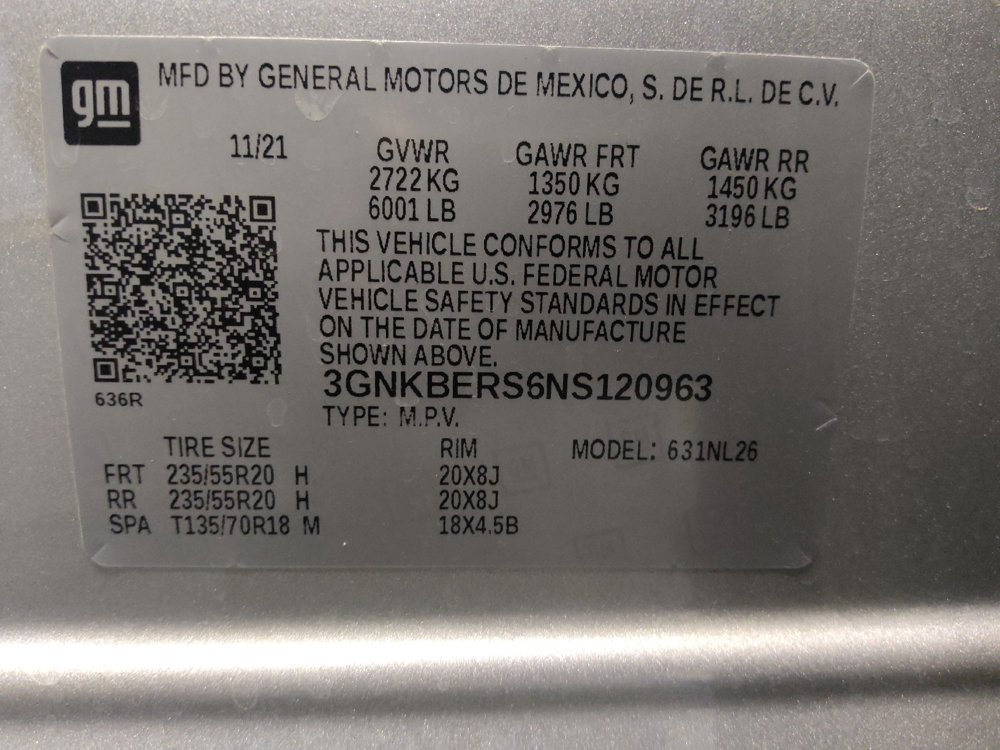 gm
MFD BY GENERAL MOTORS DE MEXICO, S. DE R.L. DE C.V.
11/21 GVWR GAWR FRT GAWR RR
2722 KG 1350 KG 1450 KG
6001 LB 2976 LB 3196 LB
THIS VEHICLE CONFORMS TO ALL
APPLICABLE U.S. FEDERAL MOTOR
VEHICLE SAFETY STANDARDS IN EFFECT
ON THE DATE OF MANUFACTURE
SHOWN ABOVE.
3GNKBERS6NS120963
636R
TYPE: M.P.V.
TIRE SIZE RIM MODEL: 631NL26
FRT 235/55R20 H 20X8J
RR 235/55R20 H 20X8J
SPA T135/70R18 M 18X4.5B